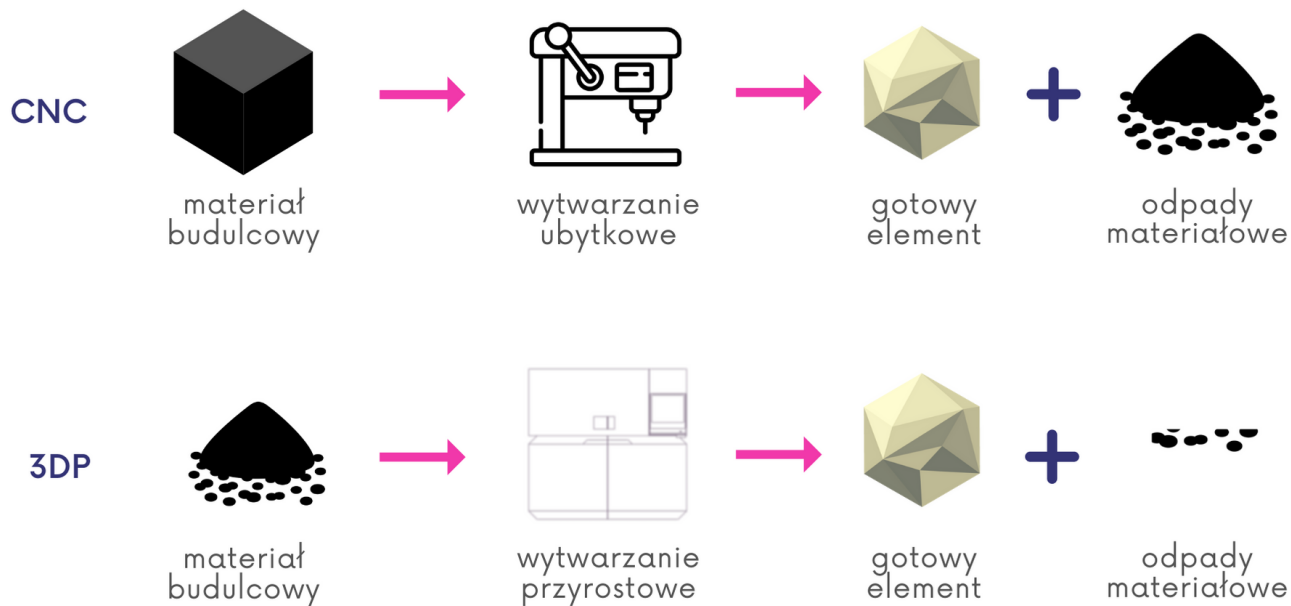 CNC
materiał
budulcowy
wytwarzanie
ubytkowe
gotowy
element
odpady
materiałowe
3DP
materiał
budulcowy
wytwarzanie
przyrostowe
gotowy
element
odpady
materiałowe